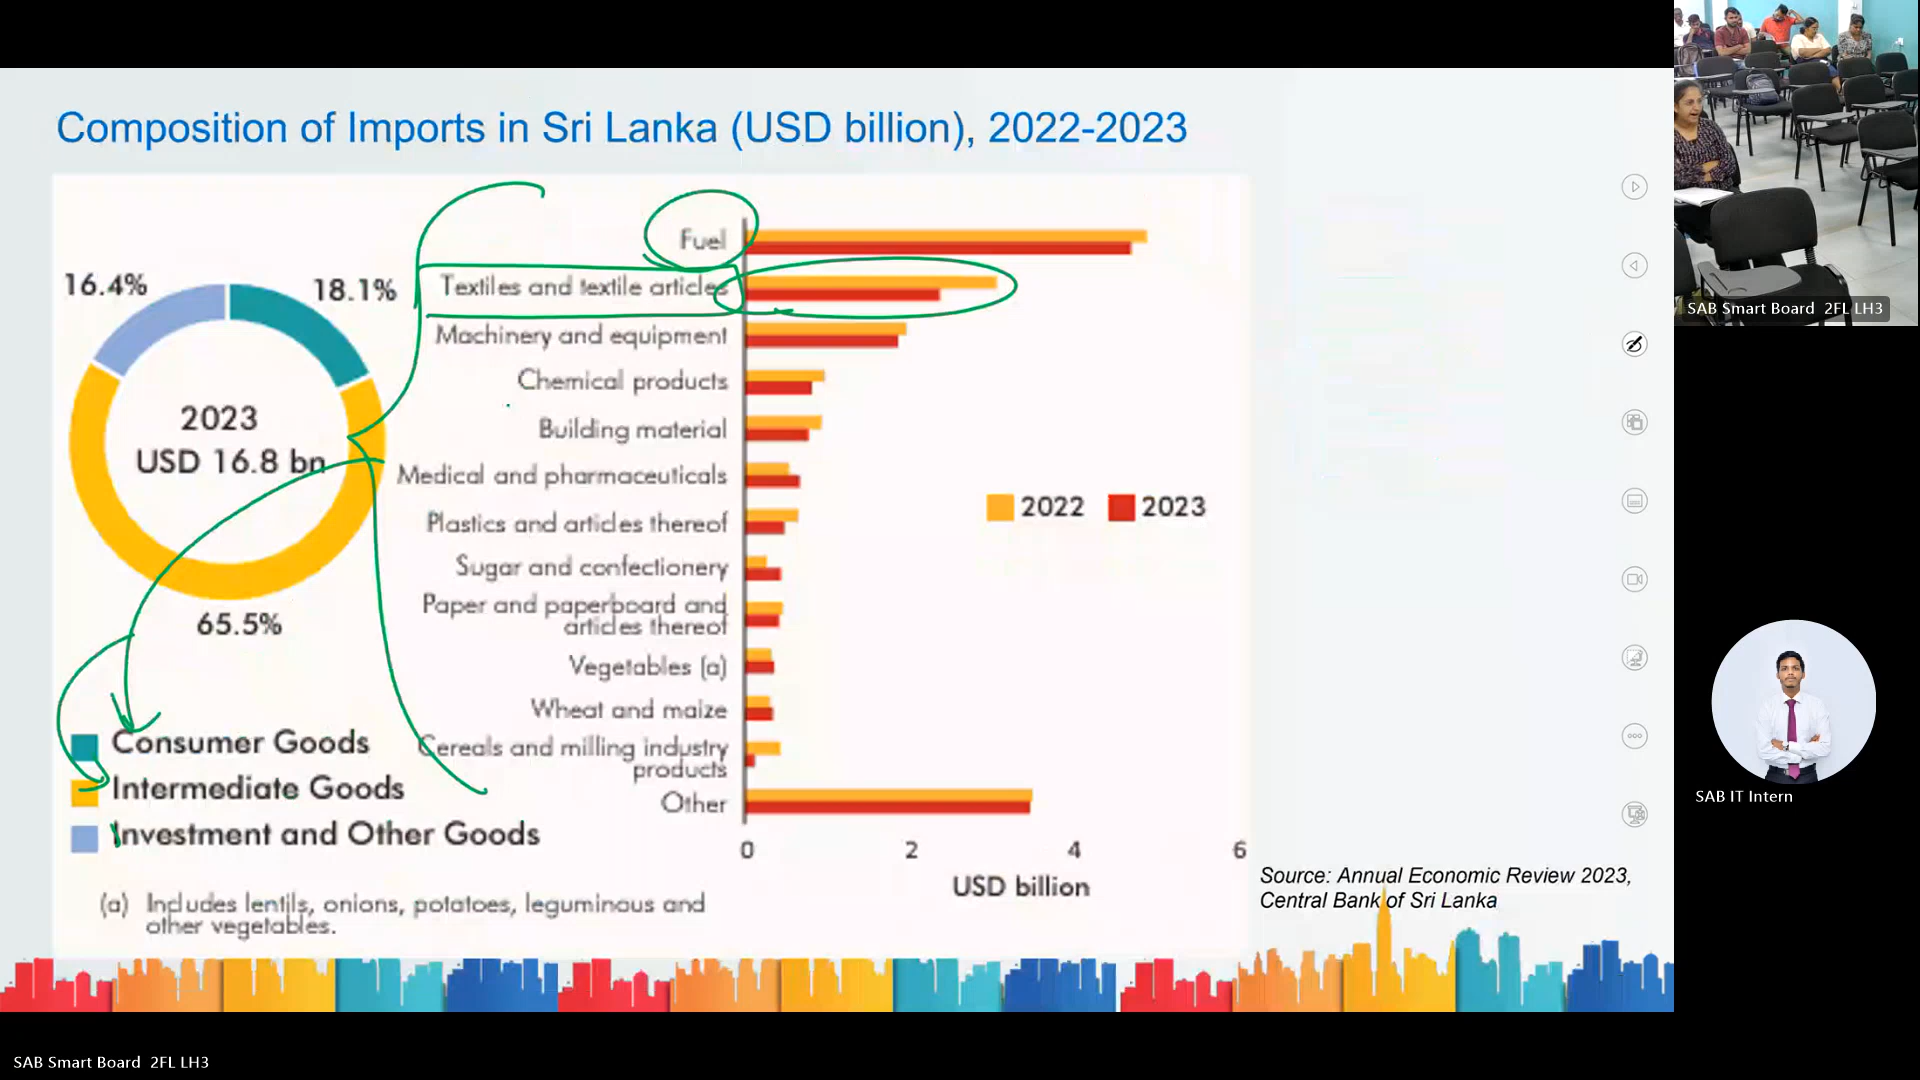 Composition of Imports in Sri Lanka (USD billion), 2022-2023
16.4%
18.1%
2023
USD 16.8 bn
65.5%
Consumer Goods
Intermediate Goods
Investment and Other Goods
(a) Includes lentils, onions, potatoes, leguminous and
other vegetables.
Fuel
Textiles and textile articles
Machinery and equipment
Chemical products
Building material
Medical and pharmaceuticals
Plastics and articles thereof
Sugar and confectionery
Paper and paperboard and
articles thereof
Vegetables (a)
Wheat and maize
Cereals and milling industry
products
Other
0 2 4 6
USD billion
2022 2023
Source: Annual Economic Review 2023,
Central Bank of Sri Lanka
SAB Smart Board 2FL LH3
SAB IT Intern
SAB Smart Board 2FL LH3